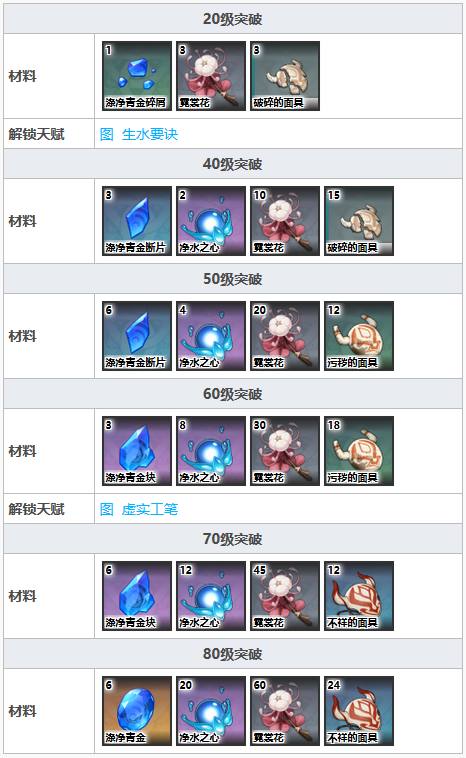 20级突破
材料
1 3 3
涤净青金碎屑 霓裳花 破碎的面具
解锁天赋 图 生水要诀
40级突破
材料
3 2 10 15
涤净青金断片 净水之心 霓裳花 破碎的面具
50级突破
材料
6 4 20 12
涤净青金断片 净水之心 霓裳花 污秽的面具
60级突破
材料
3 8 30 18
涤净青金块 净水之心 霓裳花 污秽的面具
解锁天赋 图 虚实工笔
70级突破
材料
6 12 45 12
涤净青金块 净水之心 霓裳花 不祥的面具
80级突破
材料
6 20 60 24
涤净青金 净水之心 霓裳花 不祥的面具